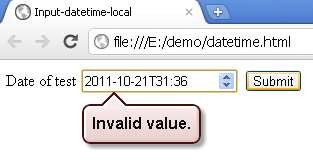 Input-datetime-local
file:///E:/demo/datetime.html
Date of test 2011-10-21T31:36 Submit
Invalid value.